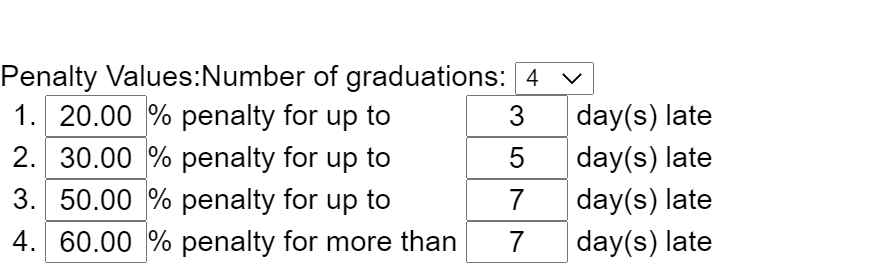 Penalty Values:Number of graduations: 4
1. 20.00 % penalty for up to 3 day(s) late
2. 30.00 % penalty for up to 5 day(s) late
3. 50.00 % penalty for up to 7 day(s) late
4. 60.00 % penalty for more than 7 day(s) late